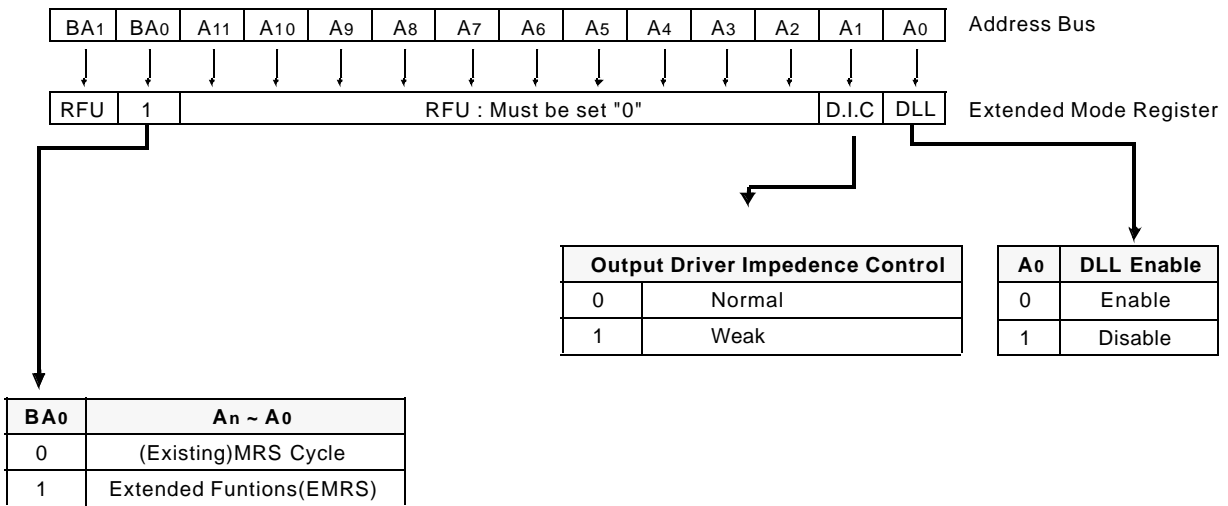 BA1 BA0 A11 A10 A9 A8 A7 A6 A5 A4 A3 A2 A1 A0 Address Bus
RFU 1 RFU : Must be set "0" D.I.C DLL Extended Mode Register
Output Driver Impedence Control
0 Normal
1 Weak
A0 DLL Enable
0 Enable
1 Disable
BA0 An ~ A0
0 (Existing)MRS Cycle
1 Extended Funtions(EMRS)